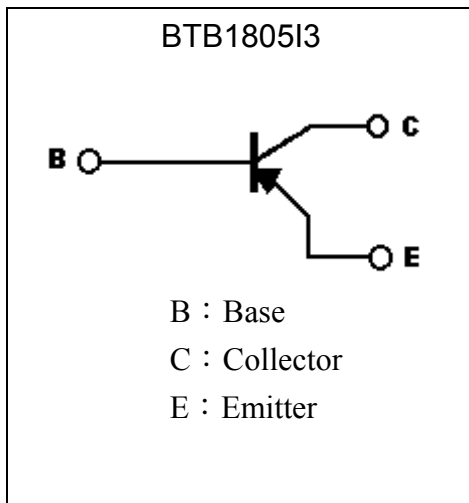 BTB1805I3
C
B
E
B：Base
C：Collector
E：Emitter